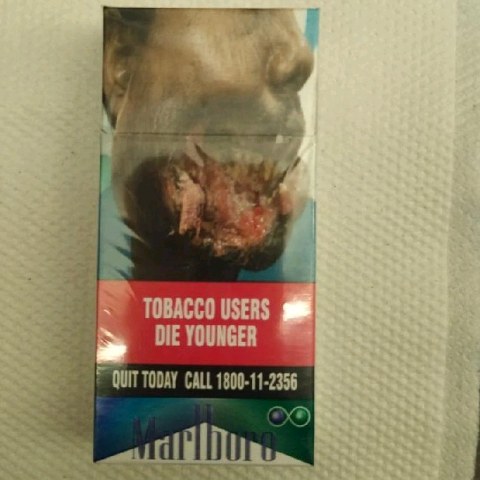 TOBACCO USERS
DIE YOUNGER
QUIT TODAY CALL 1800-11-2356
Marlboro